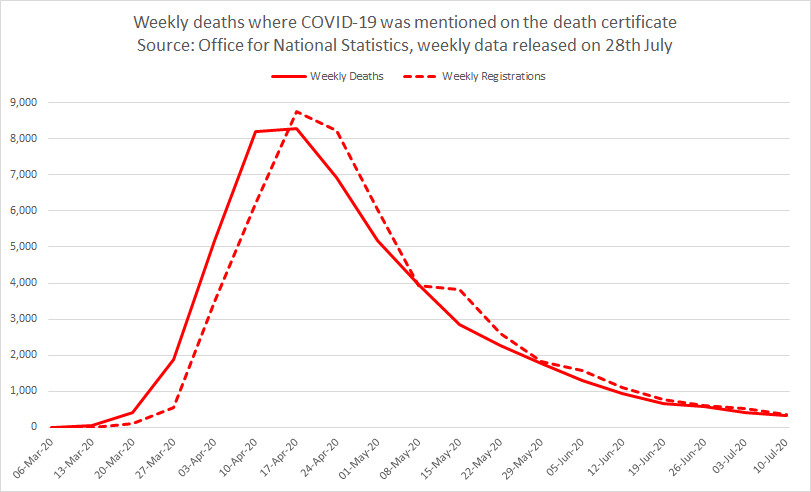 Weekly deaths where COVID-19 was mentioned on the death certificate
Source: Office for National Statistics, weekly data released on 28th July
Weekly Deaths
Weekly Registrations
9,000
8,000
7,000
6,000
5,000
4,000
3,000
2,000
1,000
0
06-Mar-20
13-Mar-20
20-Mar-20
27-Mar-20
03-Apr-20
10-Apr-20
17-Apr-20
24-Apr-20
01-May-20
08-May-20
15-May-20
22-May-20
29-May-20
05-Jun-20
12-Jun-20
19-Jun-20
26-Jun-20
03-Jul-20
10-Jul-20